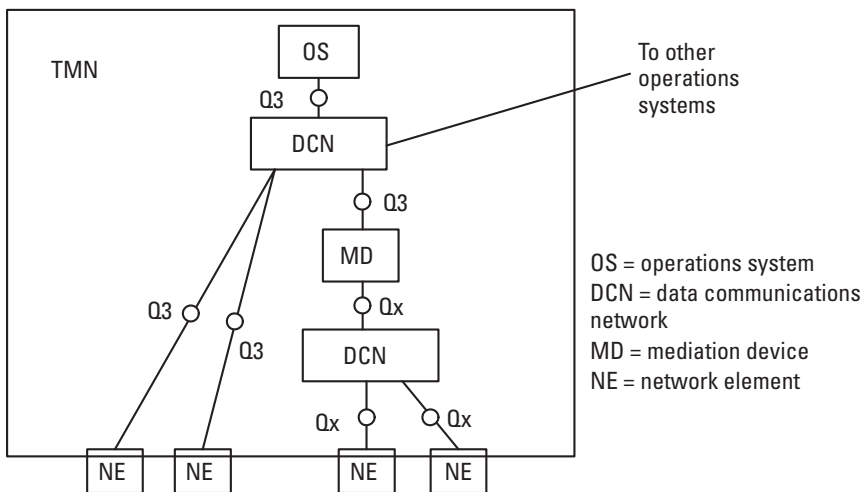 OS
TMN
To other
operations
systems
Q3
DCN
Q3
MD
OS = operations system
DCN = data communications
network
MD = mediation device
NE = network element
Qx
Q3
Q3
DCN
Qx
Qx
NE
NE
NE
NE